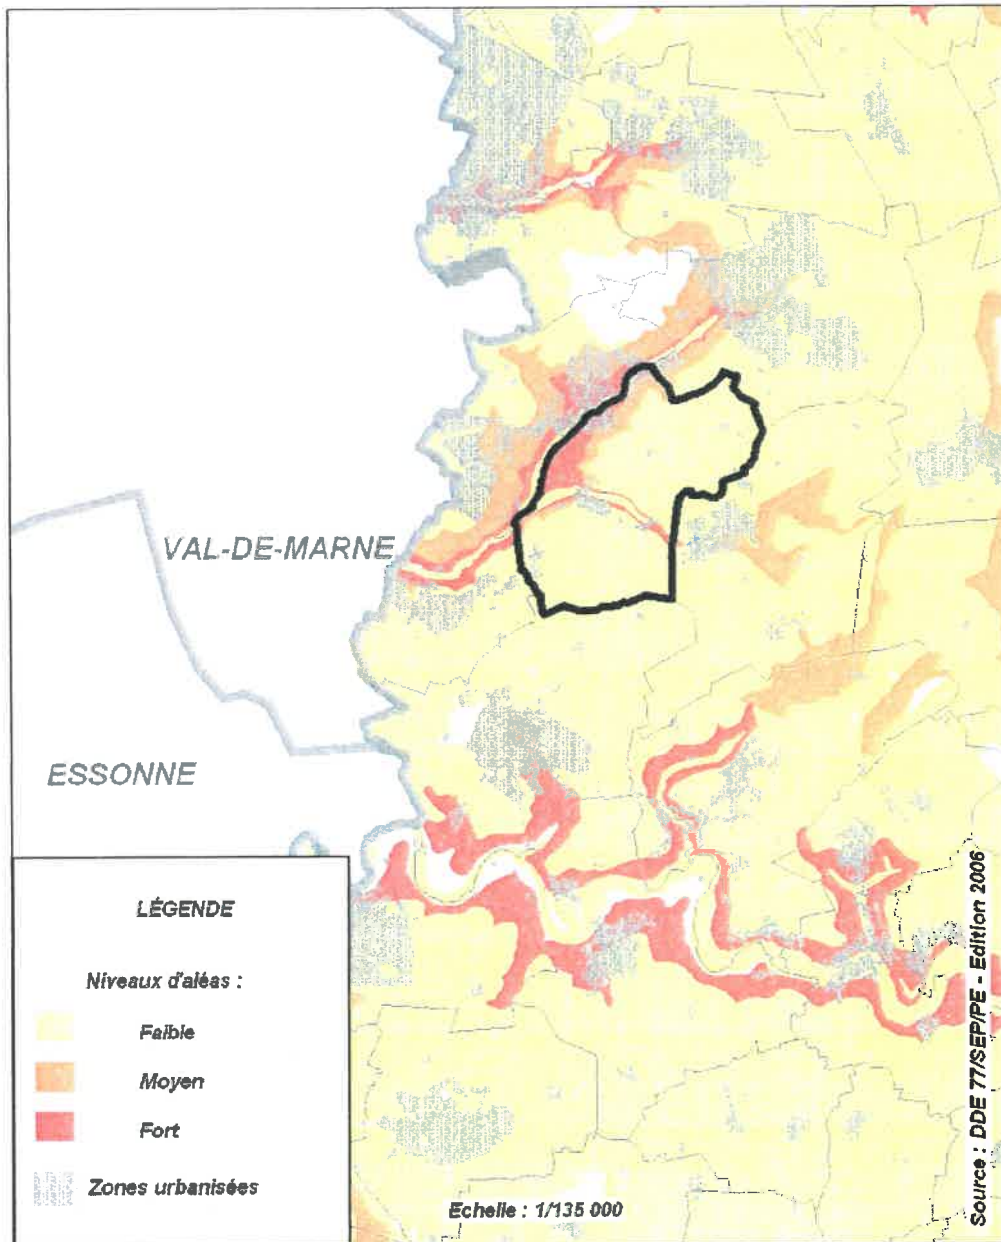 VAL-DE-MARNE
ESSONNE
LÉGENDE
Niveaux d'aléas :
Faible
Moyen
Fort
Zones urbanisées
Echelle : 1/135 000
Source : DDE 77/SEP/PE - Edition 2006